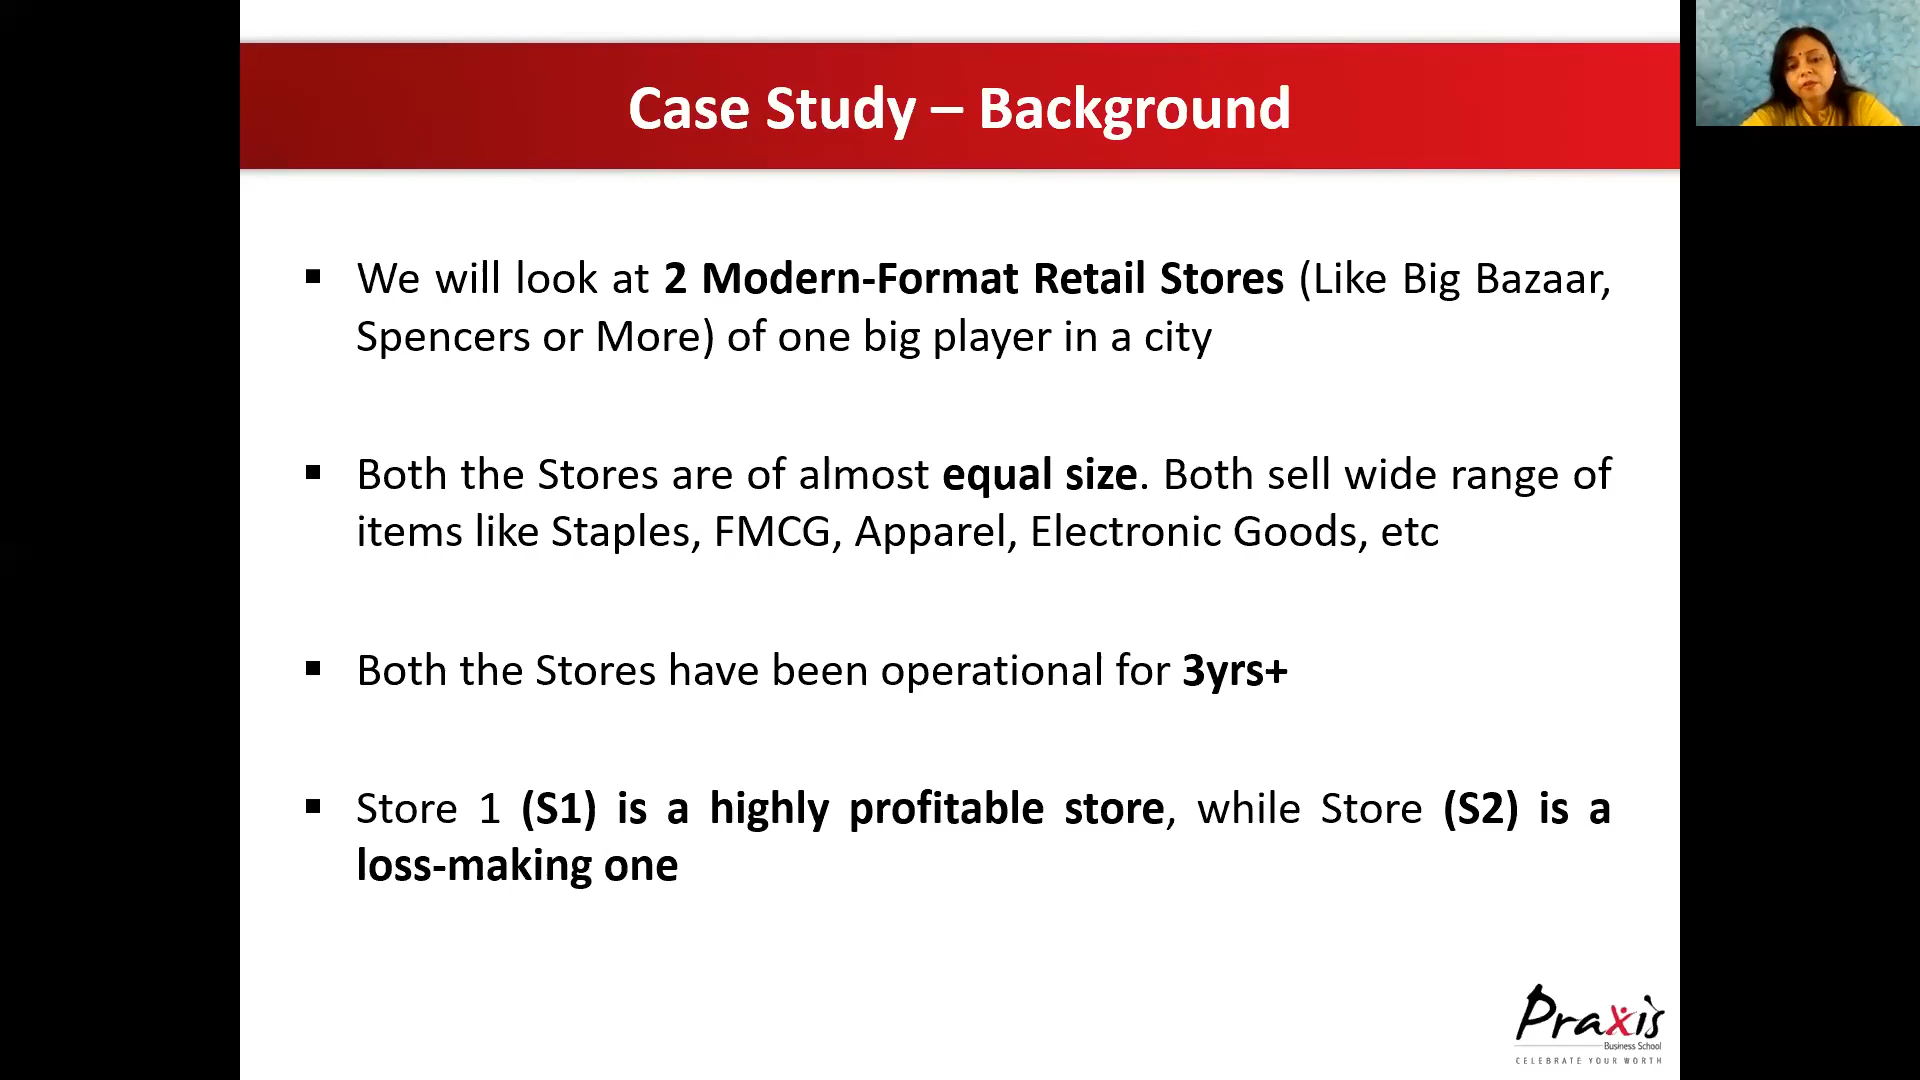 Case Study – Background
▪ We will look at 2 Modern-Format Retail Stores (Like Big Bazaar,
Spencers or More) of one big player in a city
▪ Both the Stores are of almost equal size. Both sell wide range of
items like Staples, FMCG, Apparel, Electronic Goods, etc
▪ Both the Stores have been operational for 3yrs+
▪ Store 1 (S1) is a highly profitable store, while Store (S2) is a
loss-making one
Praxis
Business School
CELEBRATE YOUR WORTH